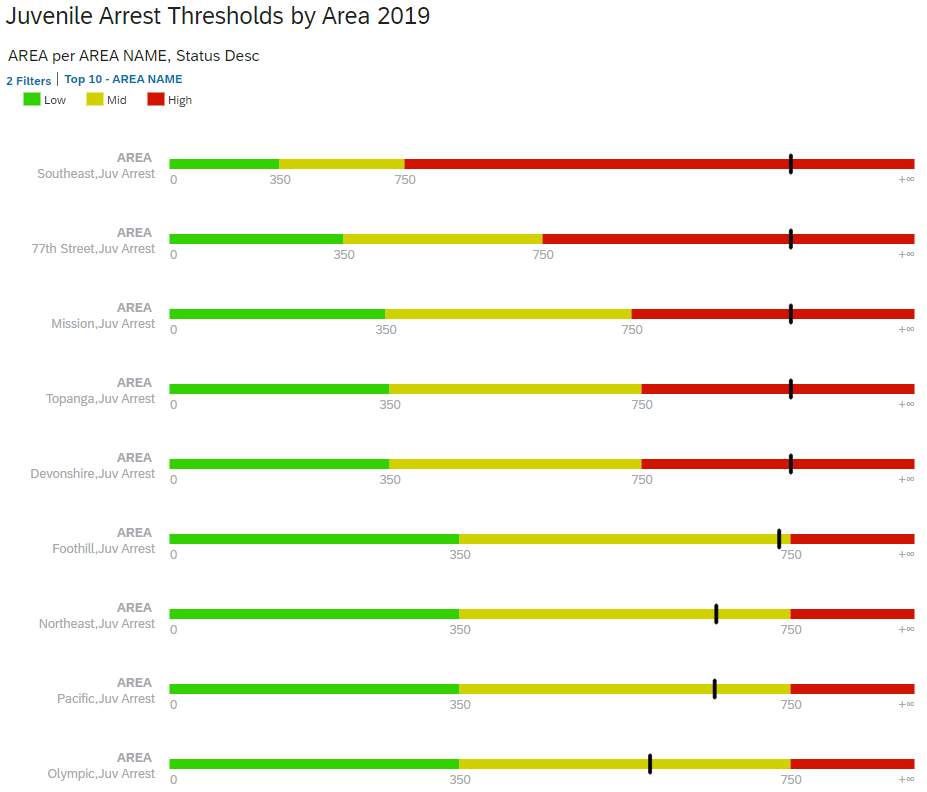 Juvenile Arrest Thresholds by Area 2019
AREA per AREA NAME, Status Desc
2 Filters | Top 10 - AREA NAME
Low Mid High
AREA
Southeast,Juv Arrest
0 350 750 +∞
AREA
77th Street,Juv Arrest
0 350 750 +∞
AREA
Mission,Juv Arrest
0 350 750 +∞
AREA
Topanga,Juv Arrest
0 350 750 +∞
AREA
Devonshire,Juv Arrest
0 350 750 +∞
AREA
Foothill,Juv Arrest
0 350 750 +∞
AREA
Northeast,Juv Arrest
0 350 750 +∞
AREA
Pacific,Juv Arrest
0 350 750 +∞
AREA
Olympic,Juv Arrest
0 350 750 +∞